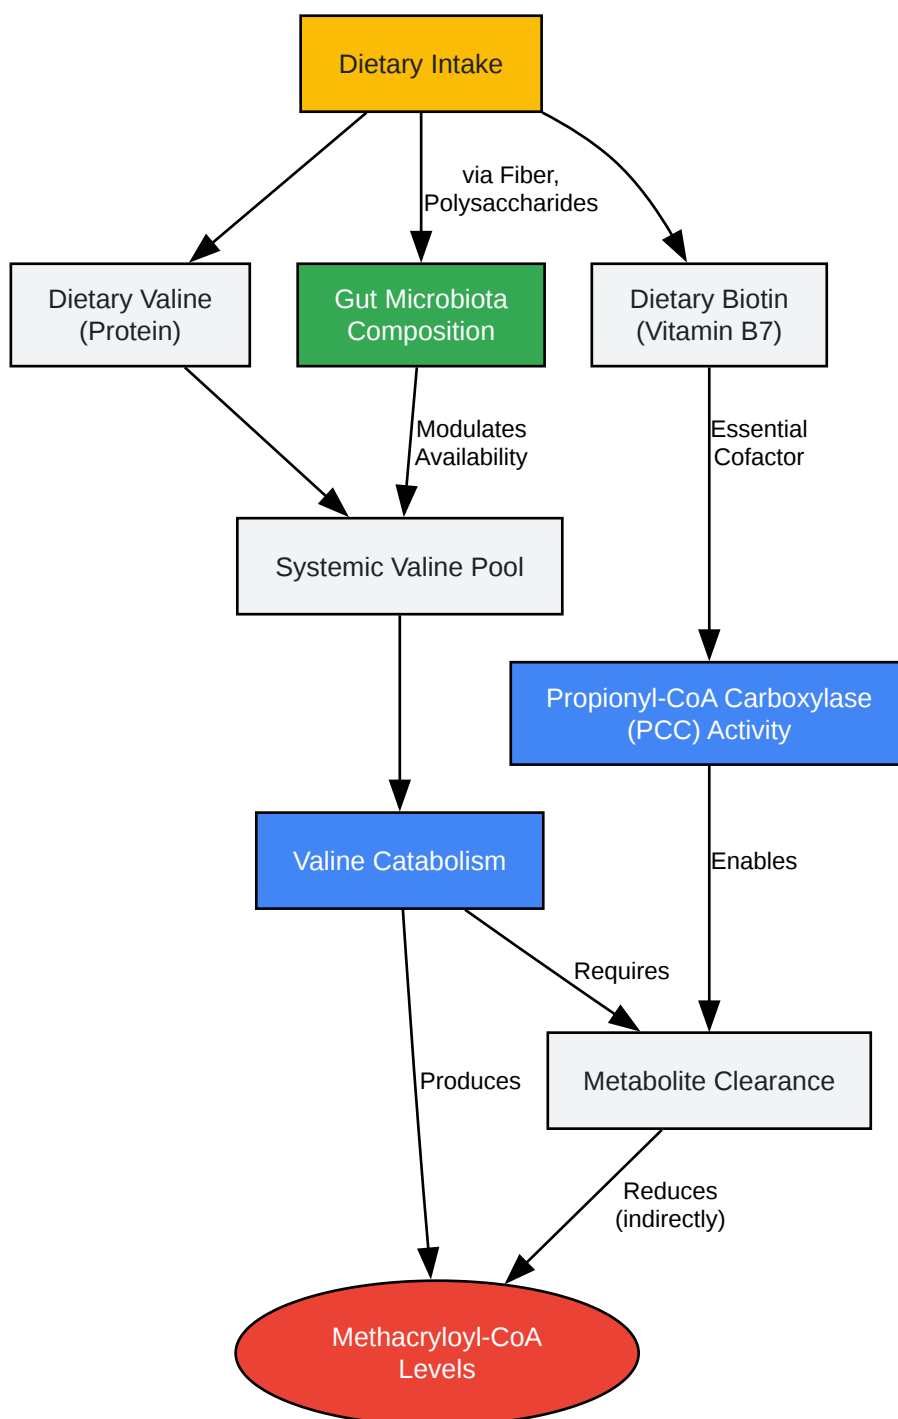 Dietary Intake
via Fiber,
Polysaccharides
Dietary Valine
(Protein)
Gut Microbiota
Composition
Dietary Biotin
(Vitamin B7)
Modulates
Availability
Essential
Cofactor
Systemic Valine Pool
Propionyl-CoA Carboxylase
(PCC) Activity
Valine Catabolism
Enables
Requires
Metabolite Clearance
Produces
Reduces
(indirectly)
Methacryloyl-CoA
Levels